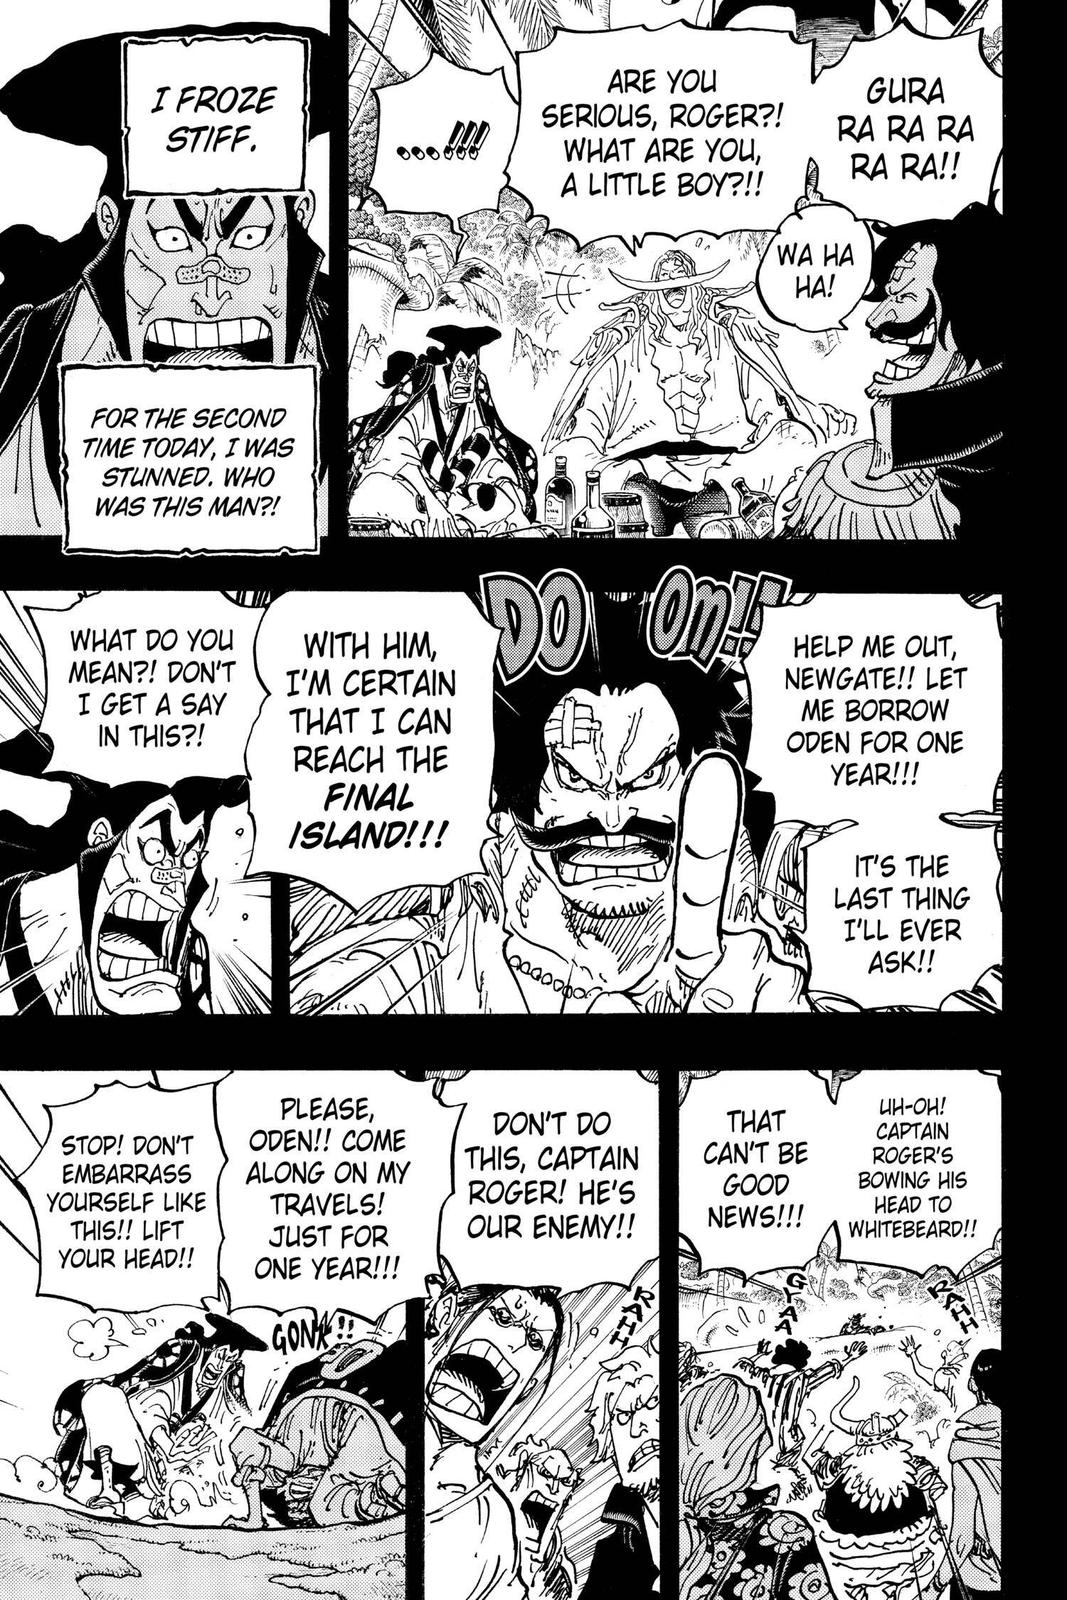 GURA
RA RA RA
RA RA!!
WA HA
HA!
ARE YOU
SERIOUS, ROGER?!
WHAT ARE YOU,
A LITTLE BOY?!!
...!!!
I FROZE
STIFF.
FOR THE SECOND
TIME TODAY, I WAS
STUNNED. WHO
WAS THIS MAN?!
HELP ME OUT,
NEWGATE!! LET
ME BORROW
ODEN FOR ONE
YEAR!!!
IT'S THE
LAST THING
I'LL EVER
ASK!!
DOOM!!
WITH HIM,
I'M CERTAIN
THAT I CAN
REACH THE
FINAL
ISLAND!!!
WHAT DO YOU
MEAN?! DON'T
I GET A SAY
IN THIS?!
UH-OH!
CAPTAIN
ROGER'S
BOWING HIS
HEAD TO
WHITEBEARD!!
THAT
CAN'T BE
GOOD
NEWS!!!
RAHH
GYAA
DON'T DO
THIS, CAPTAIN
ROGER! HE'S
OUR ENEMY!!
RAHH
PLEASE,
ODEN!! COME
ALONG ON MY
TRAVELS!
JUST FOR
ONE YEAR!!!
GONK!!
STOP! DON'T
EMBARRASS
YOURSELF LIKE
THIS!! LIFT
YOUR HEAD!!